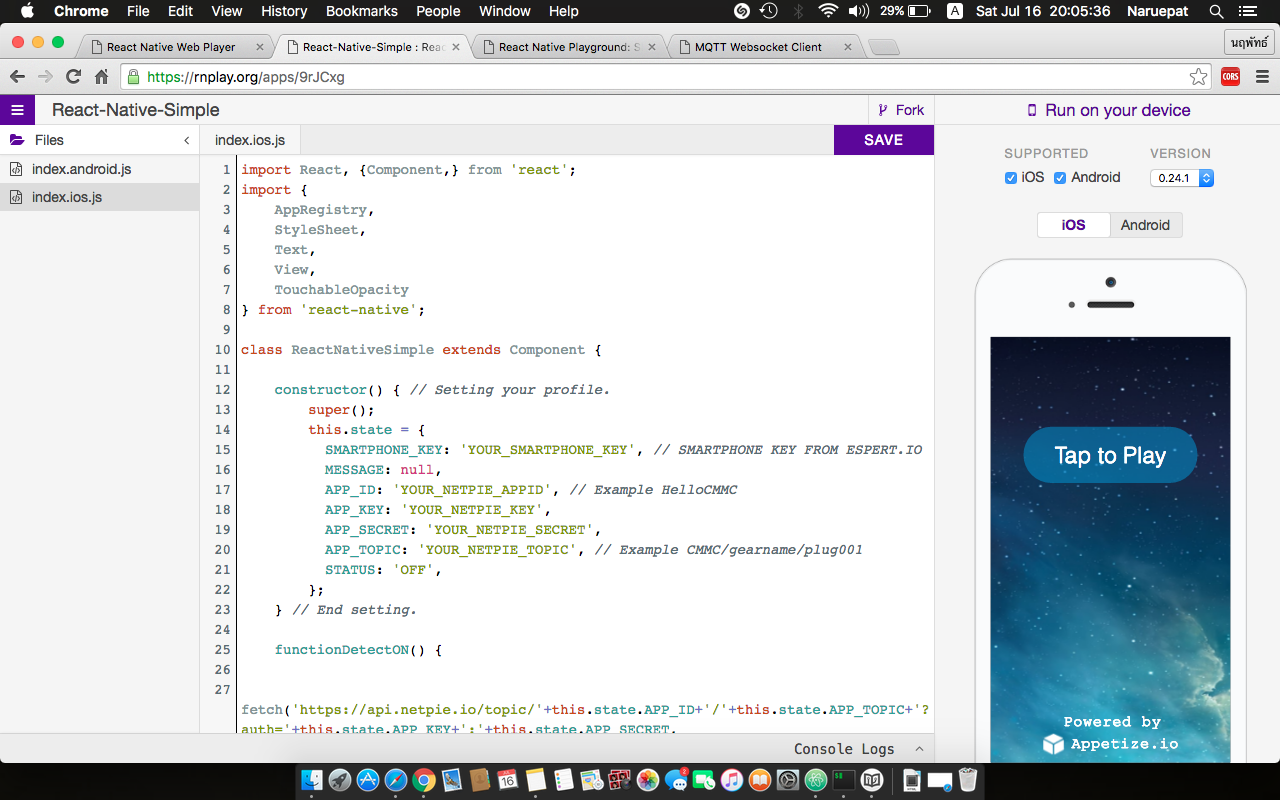 Chrome File Edit View History Bookmarks People Window Help 29% A Sat Jul 16 20:05:36 Naruepat
React Native Web Player
React-Native-Simple : Reac
React Native Playground: S
MQTT Websocket Client
นฤพัทธ์
https://rnplay.org/apps/9rJCxg
CORS
React-Native-Simple
Fork
Run on your device
Files
index.ios.js
SAVE
index.android.js
index.ios.js
SUPPORTED
VERSION
iOS Android
0.24.1
iOS Android
1 import React, {Component,} from 'react';
2 import {
3 AppRegistry,
4 StyleSheet,
5 Text,
6 View,
7 TouchableOpacity
8 } from 'react-native';
9
10 class ReactNativeSimple extends Component {
11
12 constructor() { // Setting your profile.
13 super();
14 this.state = {
15 SMARTPHONE_KEY: 'YOUR_SMARTPHONE_KEY', // SMARTPHONE KEY FROM ESPERT.IO
16 MESSAGE: null,
17 APP_ID: 'YOUR_NETPIE_APPID', // Example HelloCMMC
18 APP_KEY: 'YOUR_NETPIE_KEY',
19 APP_SECRET: 'YOUR_NETPIE_SECRET',
20 APP_TOPIC: 'YOUR_NETPIE_TOPIC', // Example CMMC/gearname/plug001
21 STATUS: 'OFF',
22 };
23 } // End setting.
24
25 functionDetectON() {
26
27
fetch('https://api.netpie.io/topic/'+this.state.APP_ID+'/'+this.state.APP_TOPIC+'?
auth='+this.state.APP_KEY+':'+this.state.APP_SECRET,
Tap to Play
Powered by
Appetize.io
Console Logs
16
2